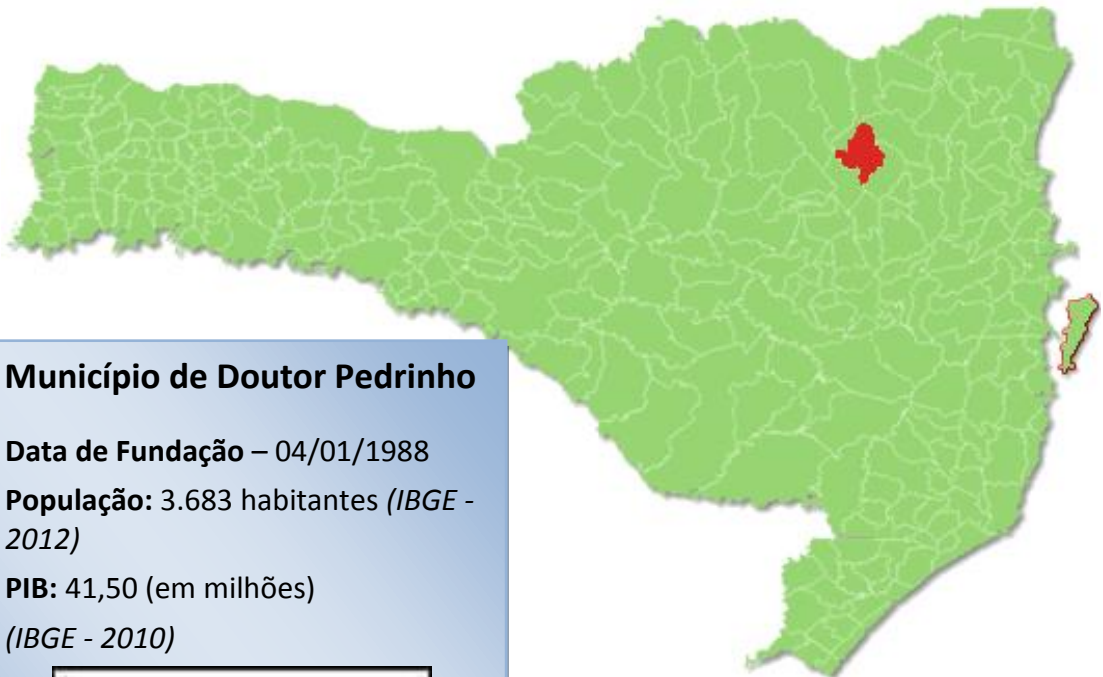 Município de Doutor Pedrinho
Data de Fundação – 04/01/1988
População: 3.683 habitantes (IBGE -
2012)
PIB: 41,50 (em milhões)
(IBGE - 2010)